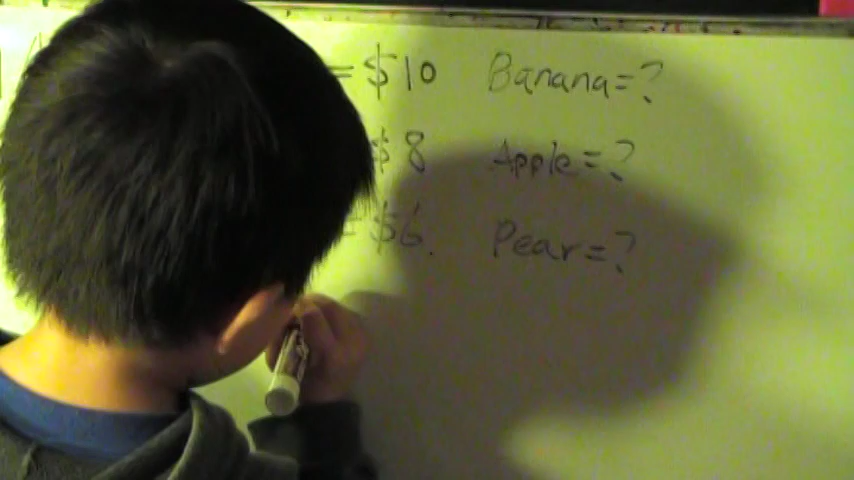 = $10 Banana=?
$8 Apple=?
= $6. Pear=?